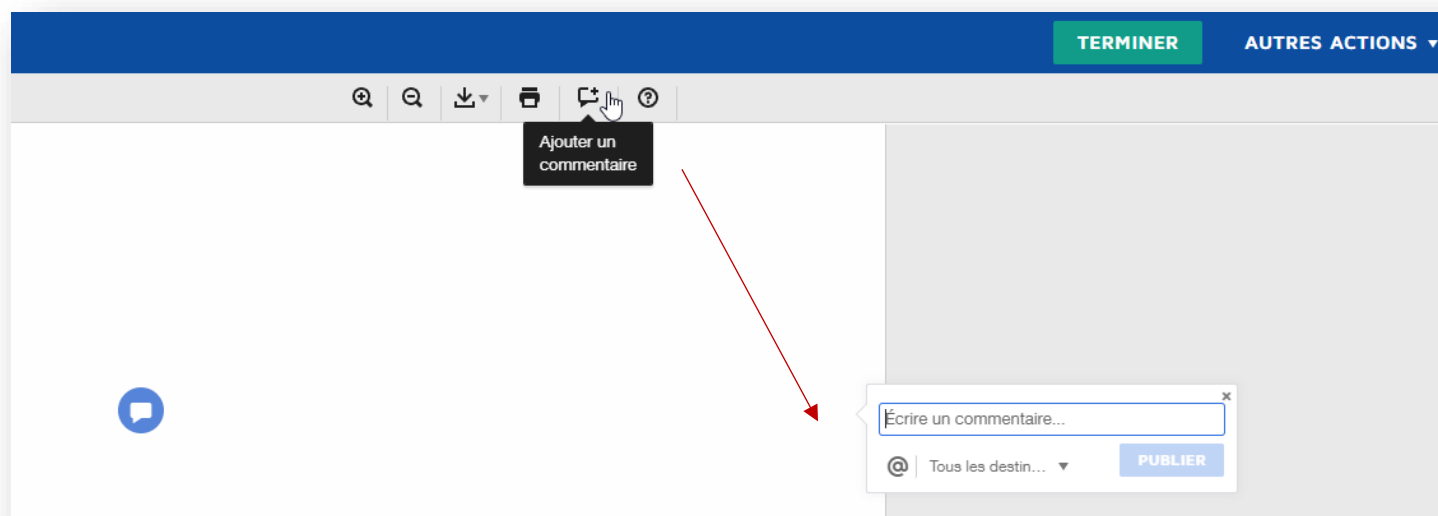 TERMINER
AUTRES ACTIONS
Ajouter un
commentaire
Écrire un commentaire...
@ Tous les destin...
PUBLIER